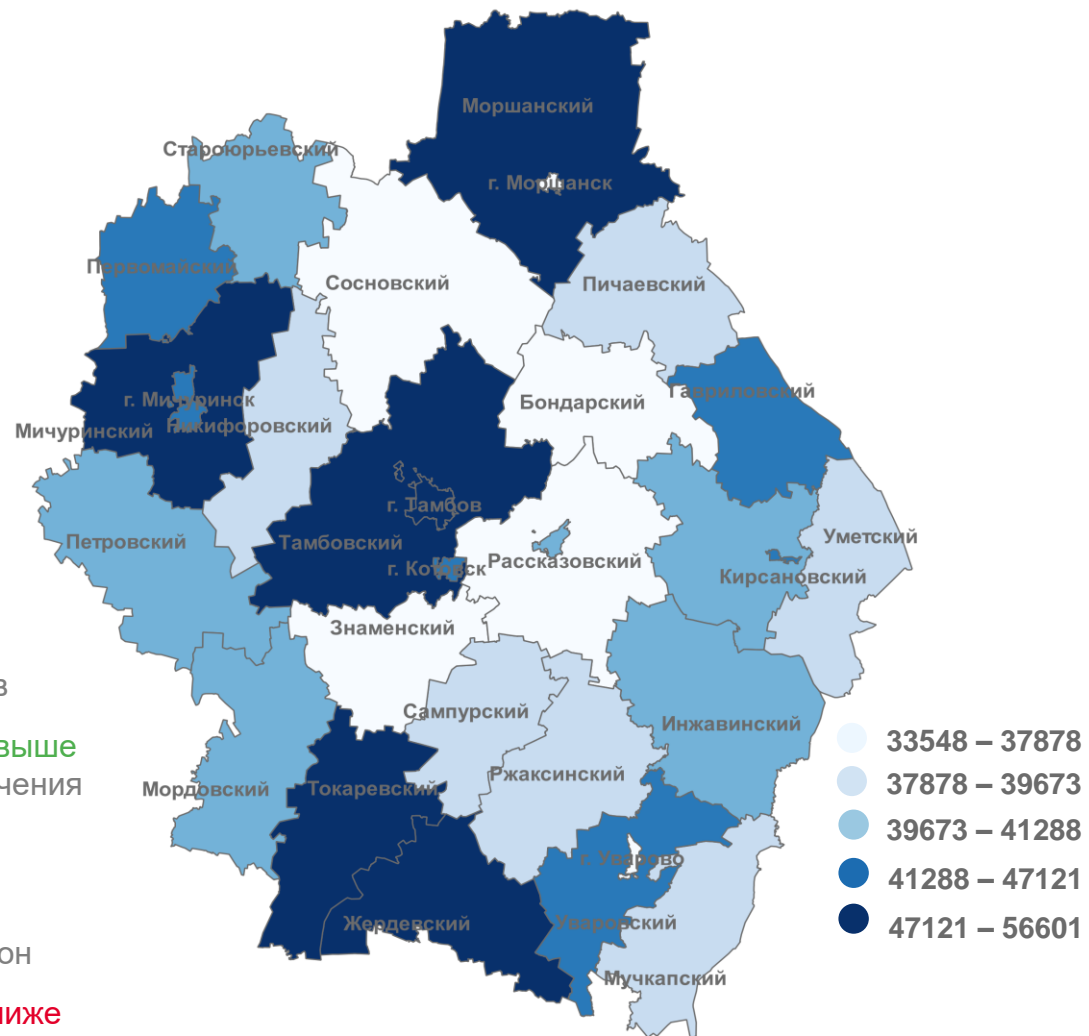 Моршанский
Староюрьевский
г. Моршанск
Первомайский
Сосновский
Пичаевский
Гавриловский
г. Мичуринск
Бондарский
Мичуринский
Никифоровский
г. Тамбов
Петровский
Тамбовский
Уметский
г. Котовск
Рассказовский
Кирсановский
Знаменский
в
Сампурский
Инжавинский
выше
33548 – 37878
чения
Мордовский
Токаревский
Ржаксинский
37878 – 39673
39673 – 41288
г. Уварово
41288 – 47121
Жердевский
Уваровский
47121 – 56601
он
Мучкапский
ниже